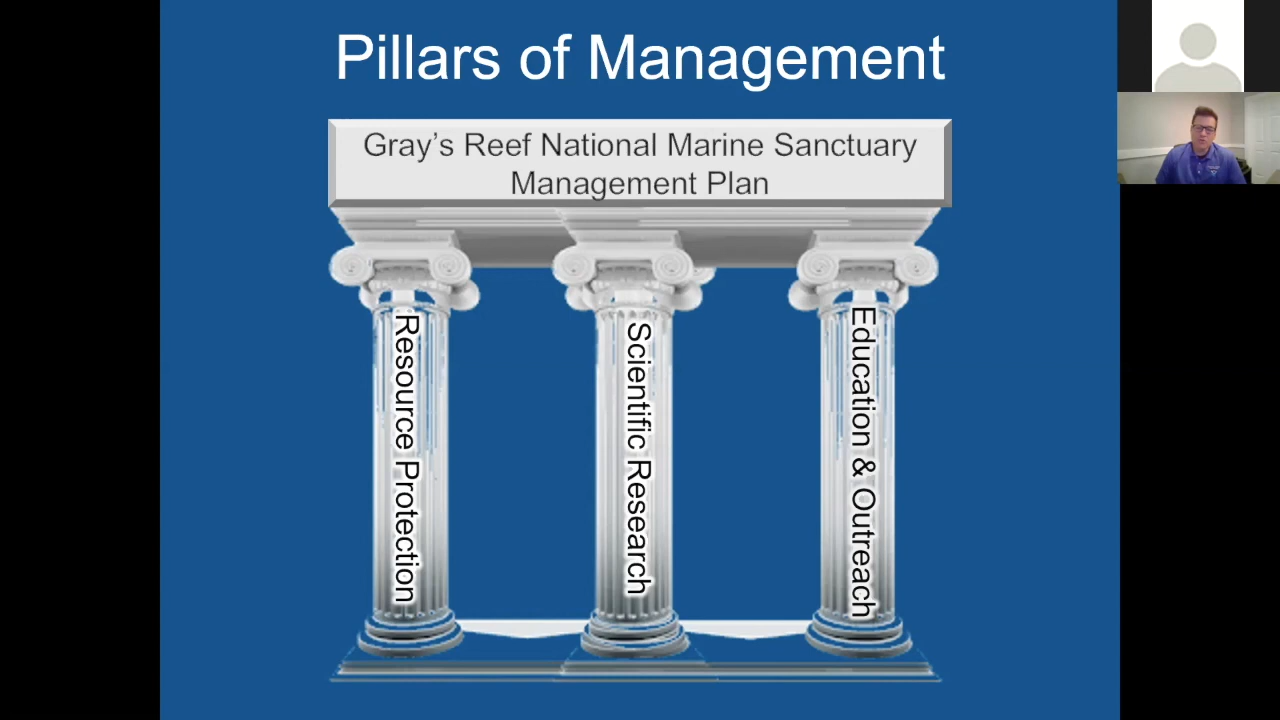 Pillars of Management
Gray's Reef National Marine Sanctuary
Management Plan
Resource Protection
Scientific Research
Education & Outreach